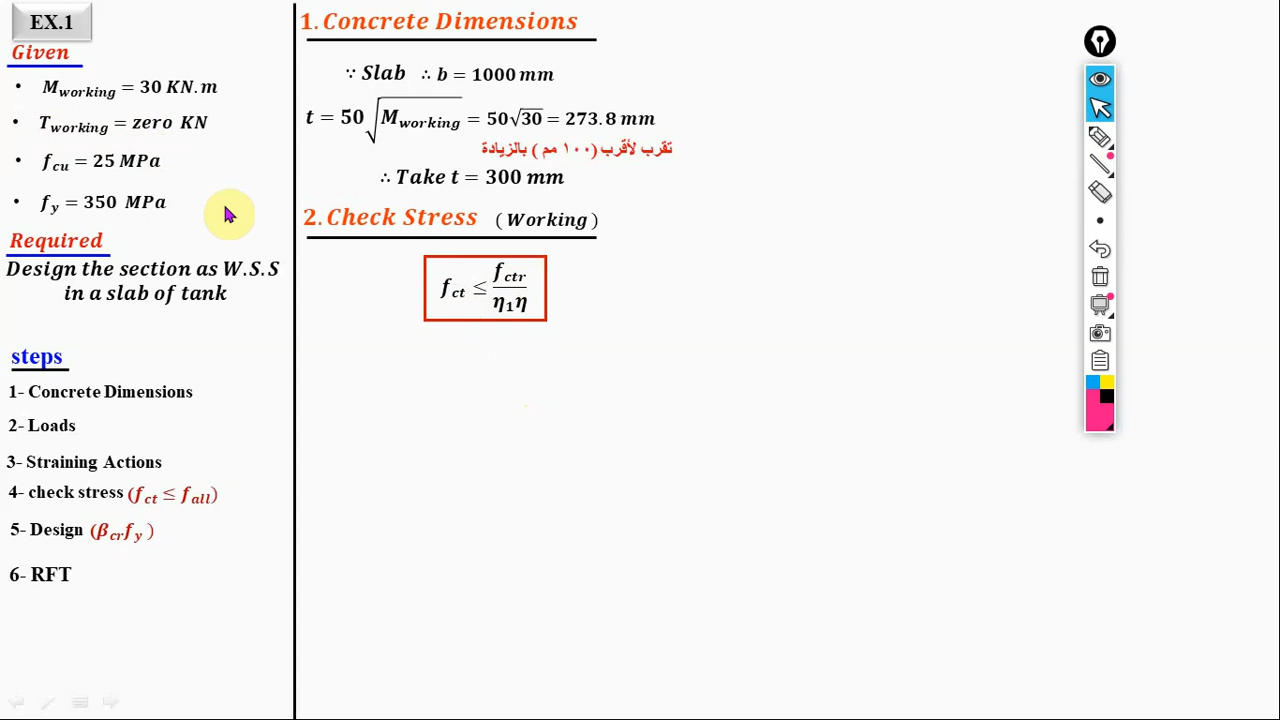 EX.1
Given
• M_working = 30 KN.m
• T_working = zero KN
• f_cu = 25 MPa
• f_y = 350 MPa
Required
Design the section as W.S.S
in a slab of tank
steps
1- Concrete Dimensions
2- Loads
3- Straining Actions
4- check stress (f_ct ≤ f_all)
5- Design (β_cr f_y )
6- RFT
1. Concrete Dimensions
∵ Slab ∴ b = 1000 mm
t = 50 √M_working = 50√30 = 273.8 mm
تقرب لأقرب (١٠٠ مم ) بالزيادة
∴ Take t = 300 mm
2. Check Stress ( Working )
f_ct ≤ f_ctr / η₁η